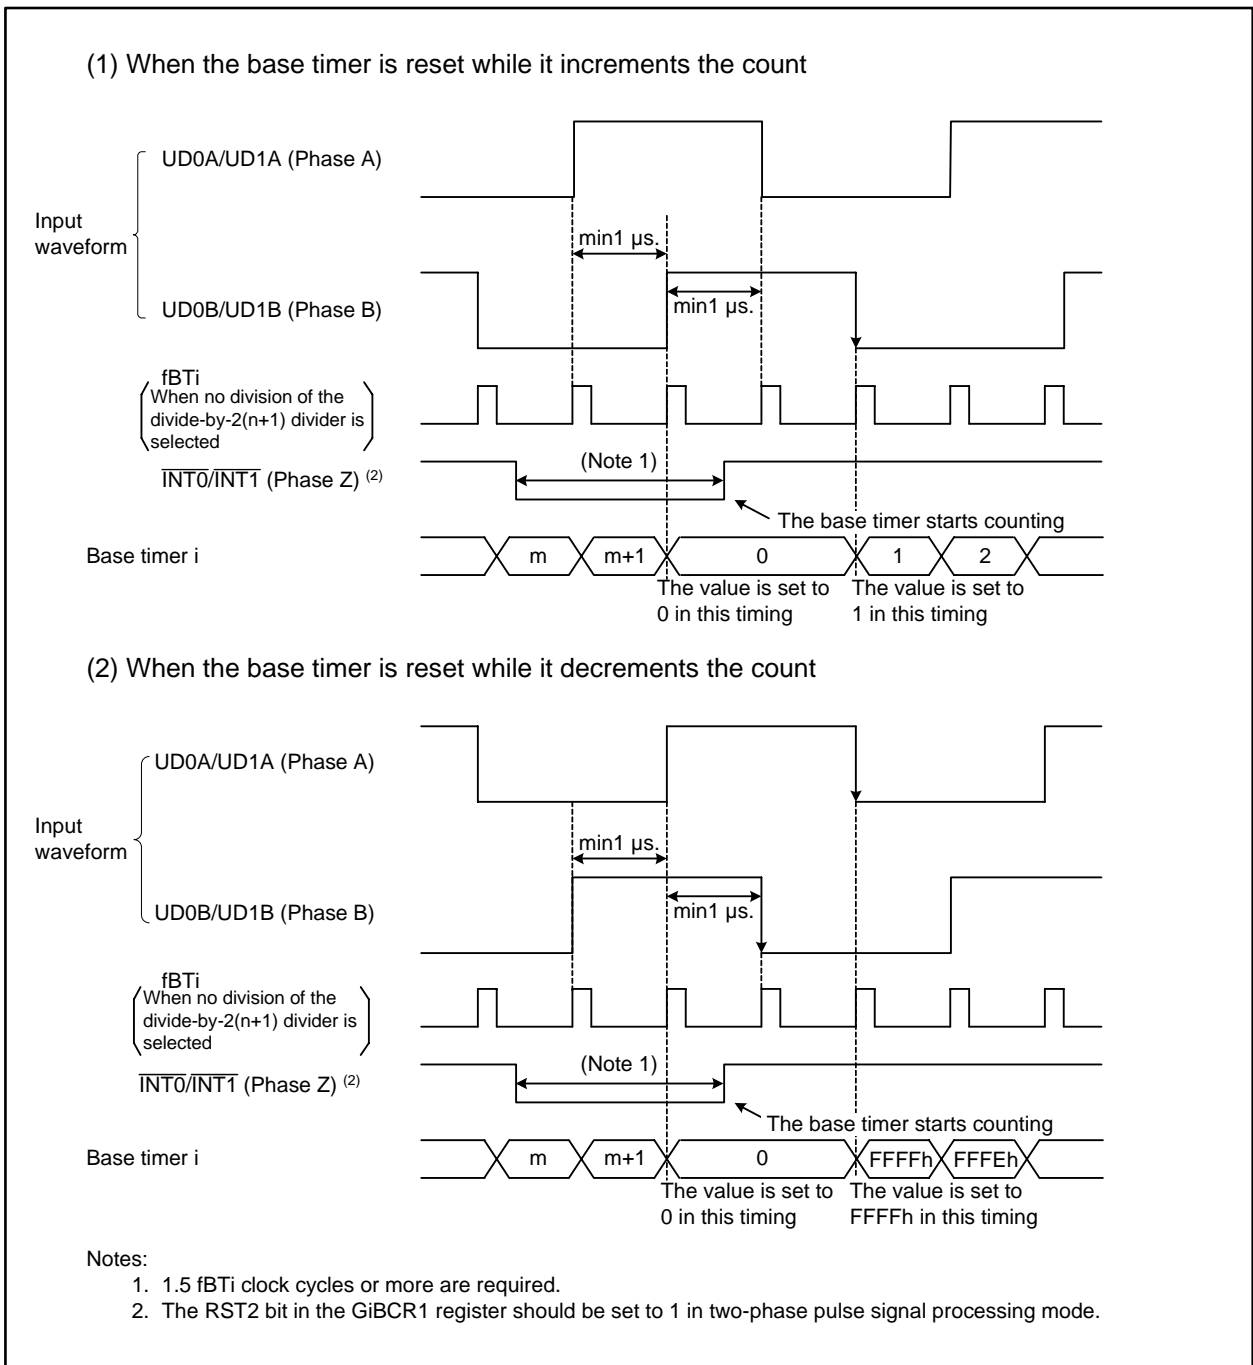 (1) When the base timer is reset while it increments the count
UD0A/UD1A (Phase A)
Input
waveform
min1 µs.
UD0B/UD1B (Phase B)
min1 µs.
fBTi
When no division of the
divide-by-2(n+1) divider is
selected
INT0/INT1 (Phase Z) (2)
(Note 1)
The base timer starts counting
Base timer i
m m+1 0 1 2
The value is set to
0 in this timing
The value is set to
1 in this timing
(2) When the base timer is reset while it decrements the count
UD0A/UD1A (Phase A)
Input
waveform
min1 µs.
UD0B/UD1B (Phase B)
min1 µs.
fBTi
When no division of the
divide-by-2(n+1) divider is
selected
INT0/INT1 (Phase Z) (2)
(Note 1)
The base timer starts counting
Base timer i
m m+1 0 FFFFh FFFEh
The value is set to
0 in this timing
The value is set to
FFFFh in this timing
Notes:
1. 1.5 fBTi clock cycles or more are required.
2. The RST2 bit in the GiBCR1 register should be set to 1 in two-phase pulse signal processing mode.